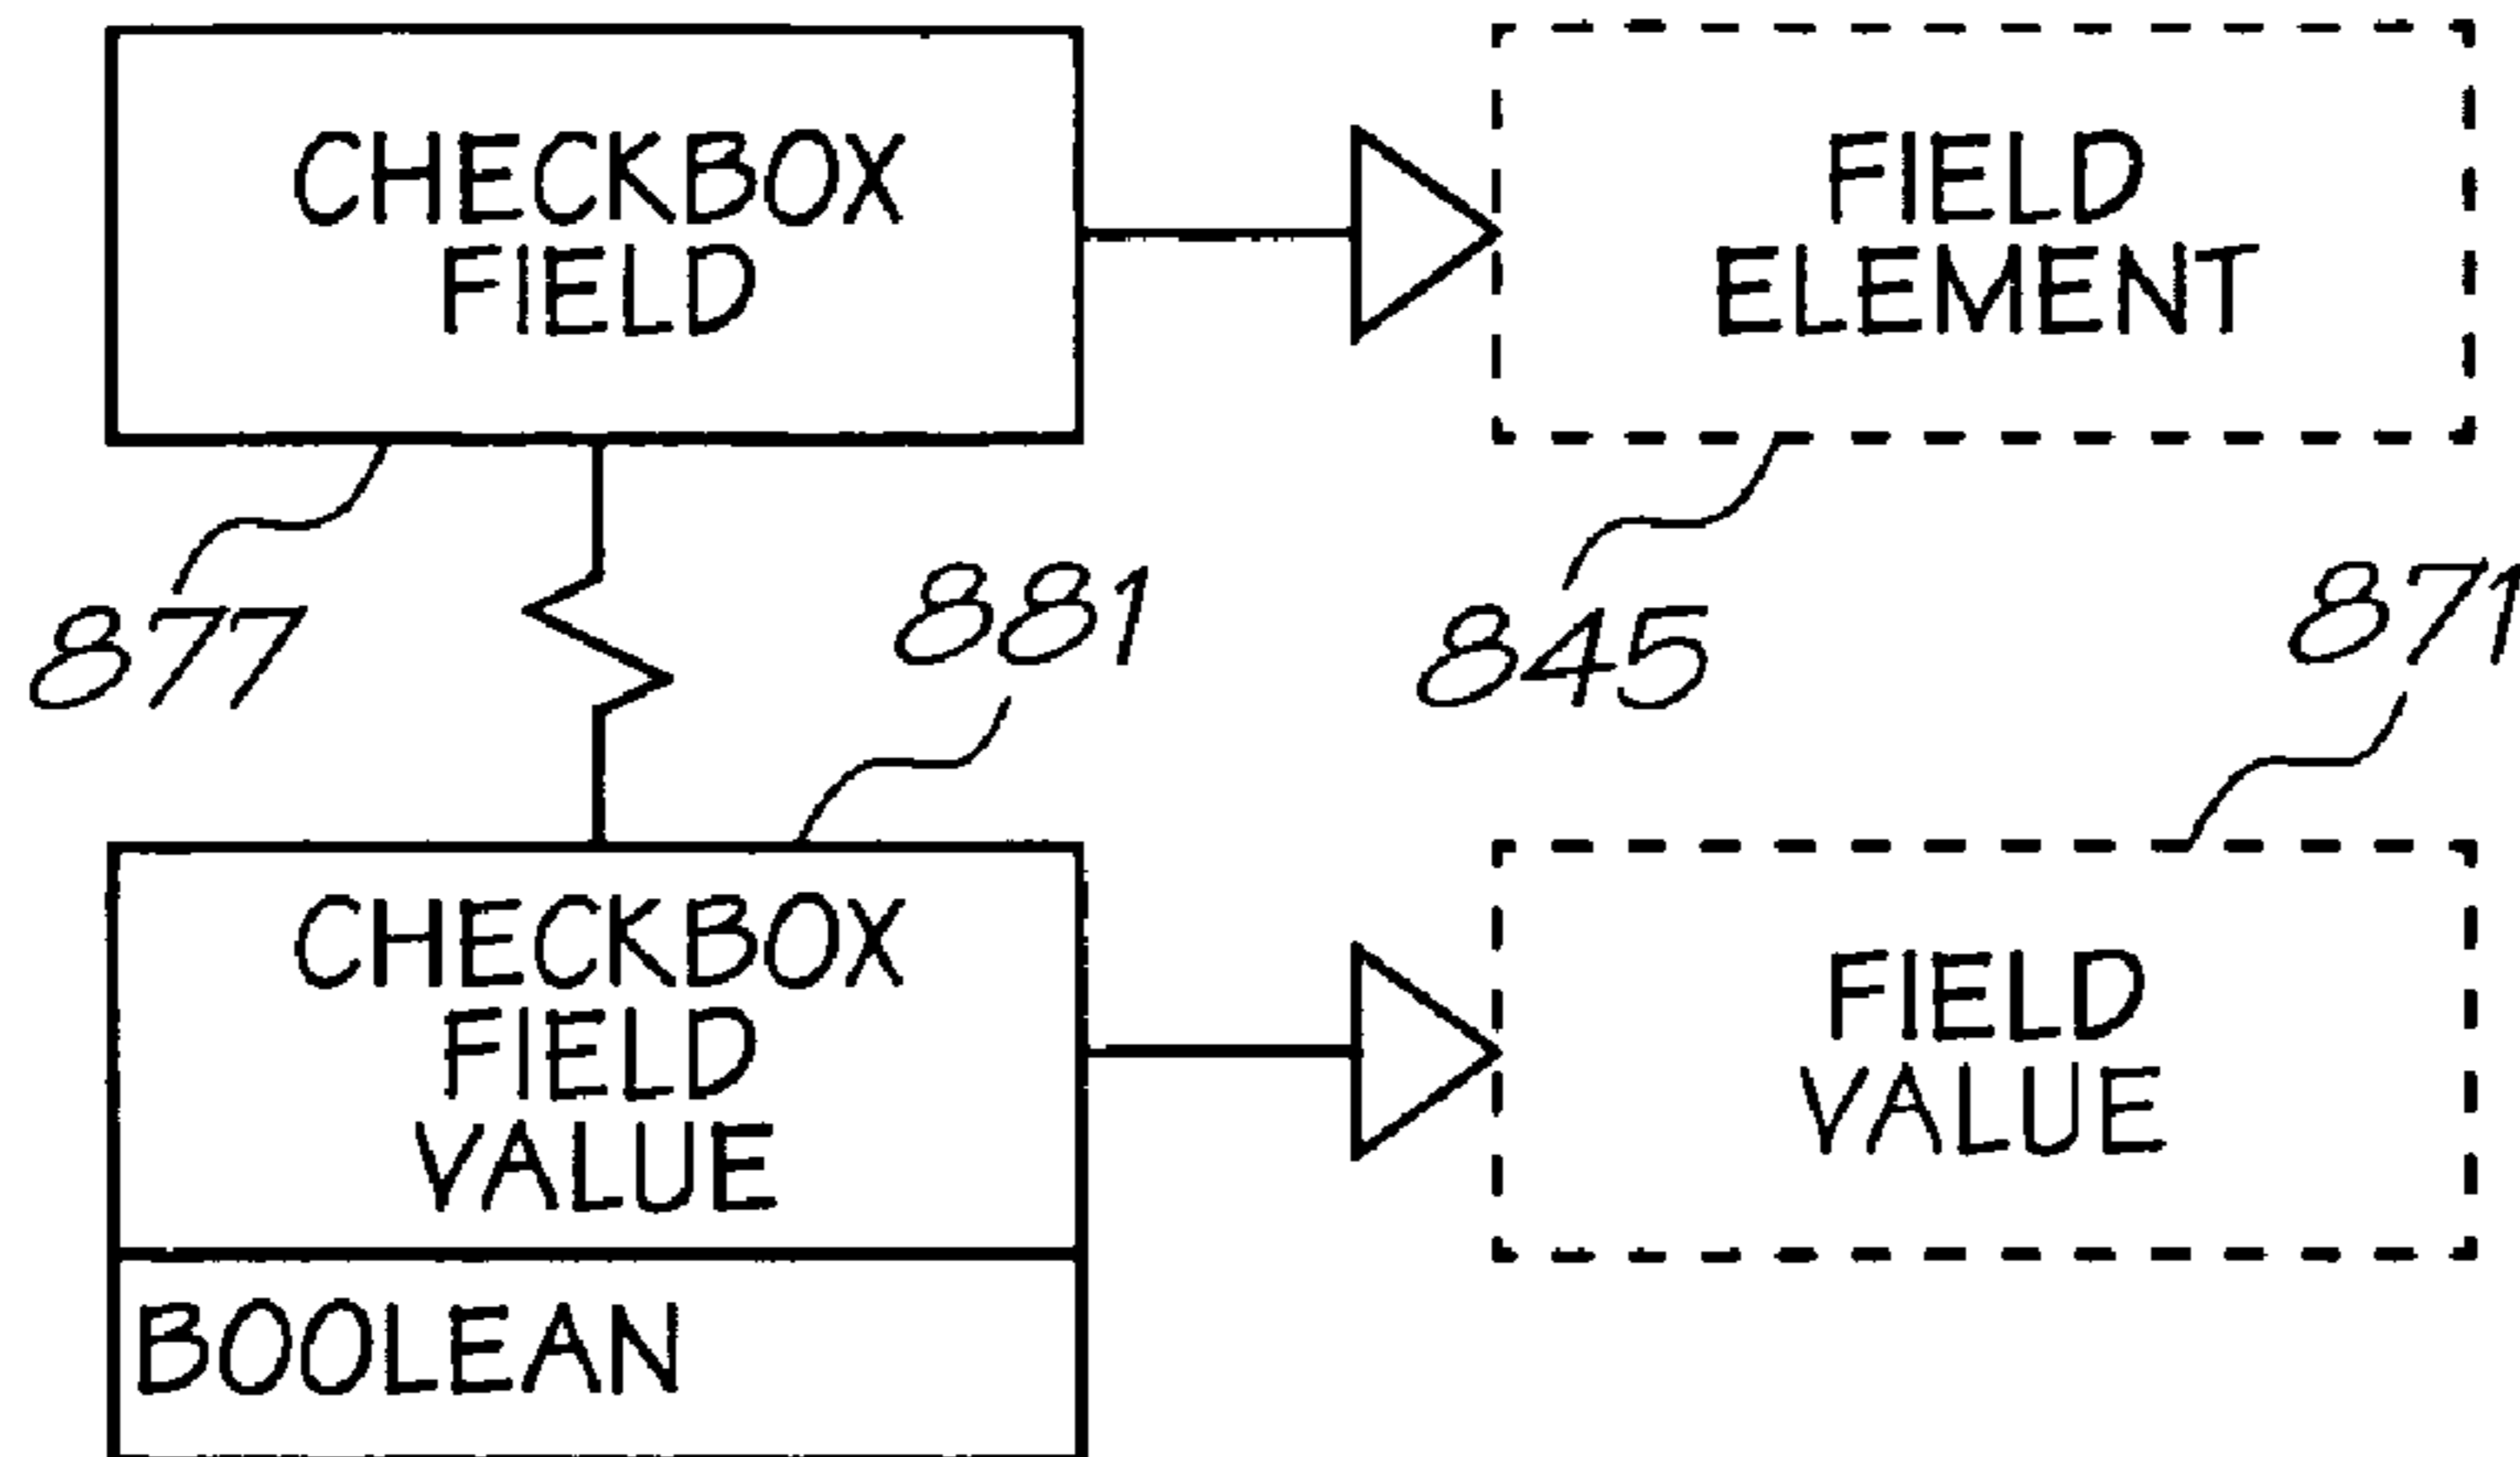 CHECKBOX
FIELD
FIELD
ELEMENT
877
881
845
871
CHECKBOX
FIELD
VALUE
FIELD
VALUE
BOOLEAN